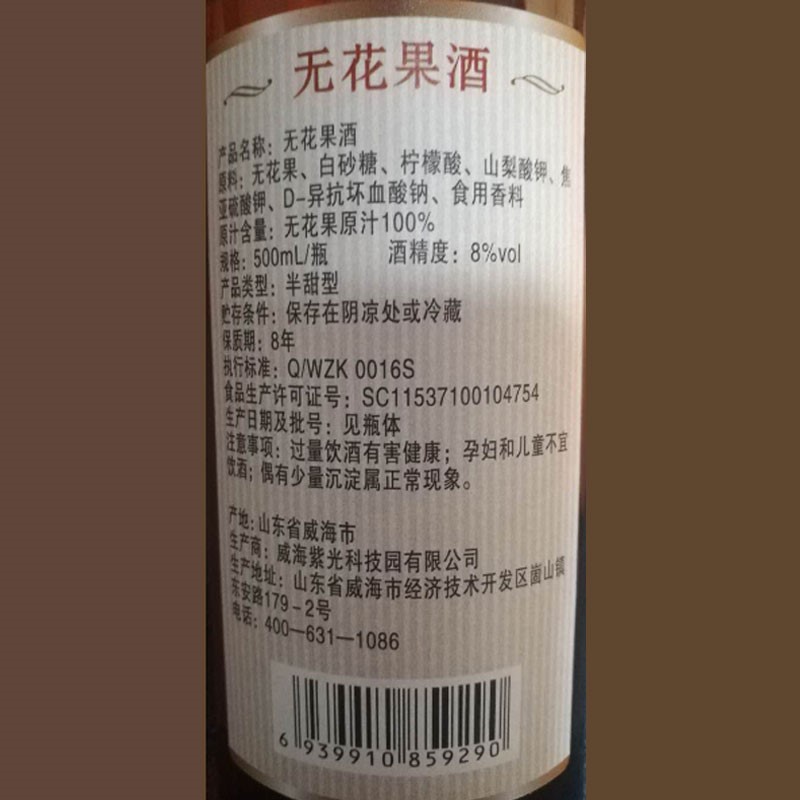 无花果酒
产品名称：无花果酒
原料：无花果、白砂糖、柠檬酸、山梨酸钾、焦
亚硫酸钾、D-异抗坏血酸钠、食用香料
原汁含量：无花果原汁100%
规格：500mL/瓶 酒精度：8%vol
产品类型：半甜型
贮存条件：保存在阴凉处或冷藏
保质期：8年
执行标准：Q/WZK 0016S
食品生产许可证号：SC11537100104754
生产日期及批号：见瓶体
注意事项：过量饮酒有害健康；孕妇和儿童不宜
饮酒；偶有少量沉淀属正常现象。
产地：山东省威海市
生产商：威海紫光科技园有限公司
生产地址：山东省威海市经济技术开发区崮山镇
东安路179-2号
电话：400—631—1086
6 939910 859290